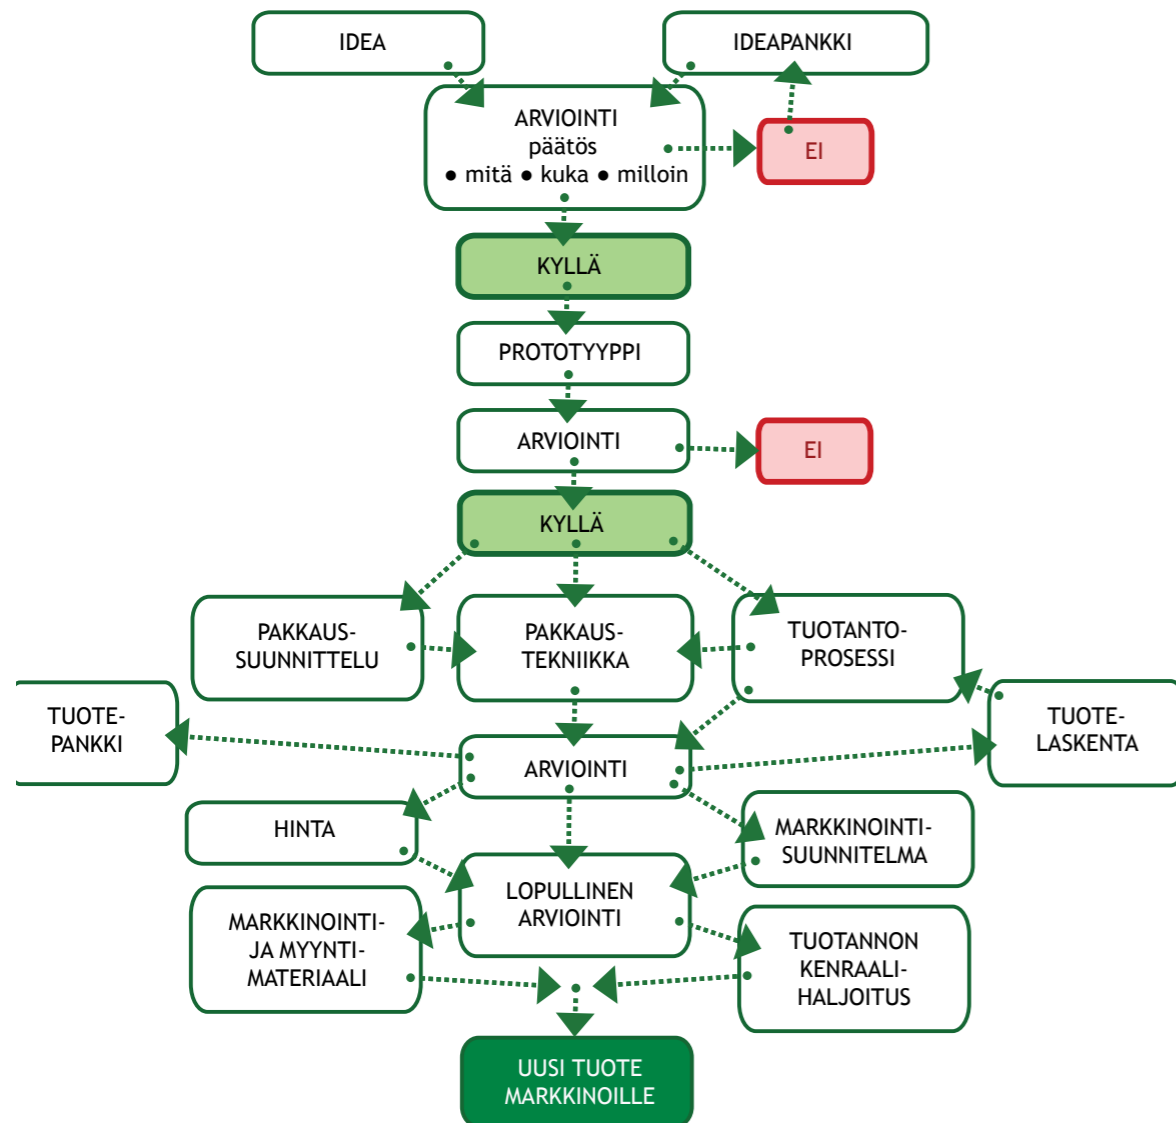 IDEA
IDEAPANKKI
ARVIOINTI
päätös
● mitä ● kuka ● milloin
EI
KYLLÄ
PROTOTYYPPI
ARVIOINTI
EI
KYLLÄ
PAKKAUS-
SUUNNITTELU
PAKKAUS-
TEKNIIKKA
TUOTANTO-
PROSESSI
TUOTE-
PANKKI
ARVIOINTI
TUOTE-
LASKENTA
HINTA
MARKKINOINTI-
SUUNNITELMA
LOPULLINEN
ARVIOINTI
MARKKINOINTI-
JA MYYNTI-
MATERIAALI
TUOTANNON
KENRAALI-
HALJOITUS
UUSI TUOTE
MARKKINOILLE